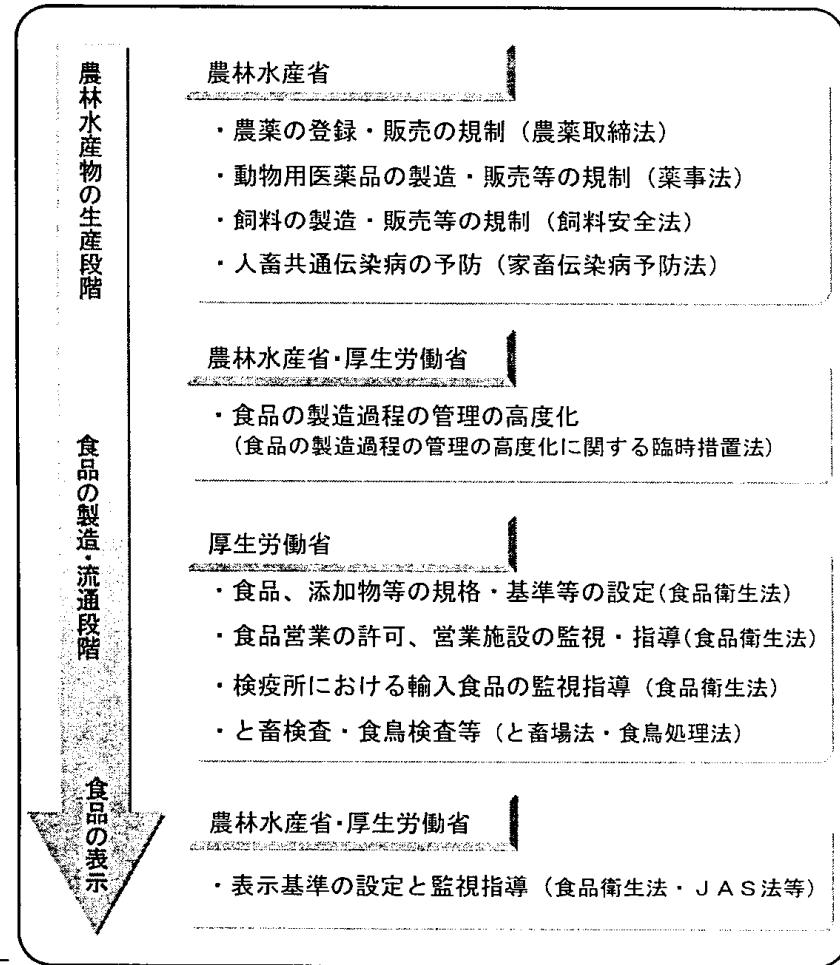 農林水産物の生産段階
農林水産省
・農薬の登録・販売の規制（農薬取締法）
・動物用医薬品の製造・販売等の規制（薬事法）
・飼料の製造・販売等の規制（飼料安全法）
・人畜共通伝染病の予防（家畜伝染病予防法）
食品の製造・流通段階
農林水産省・厚生労働省
・食品の製造過程の管理の高度化
（食品の製造過程の管理の高度化に関する臨時措置法）
厚生労働省
・食品、添加物等の規格・基準等の設定(食品衛生法)
・食品営業の許可、営業施設の監視・指導(食品衛生法)
・検疫所における輸入食品の監視指導（食品衛生法）
・と畜検査・食鳥検査等（と畜場法・食鳥処理法）
食品の表示
農林水産省・厚生労働省
・表示基準の設定と監視指導（食品衛生法・ＪＡＳ法等）